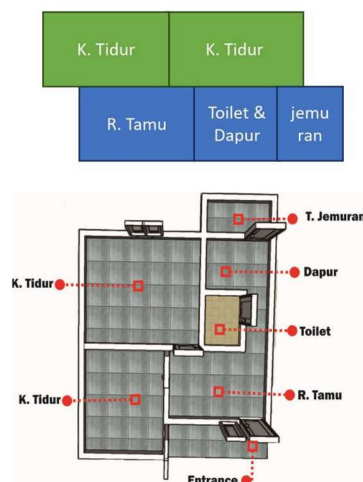 K. Tidur
K. Tidur
R. Tamu
Toilet &
Dapur
jemu
ran
T. Jemuran
Dapur
K. Tidur
Toilet
K. Tidur
R. Tamu
Entrance